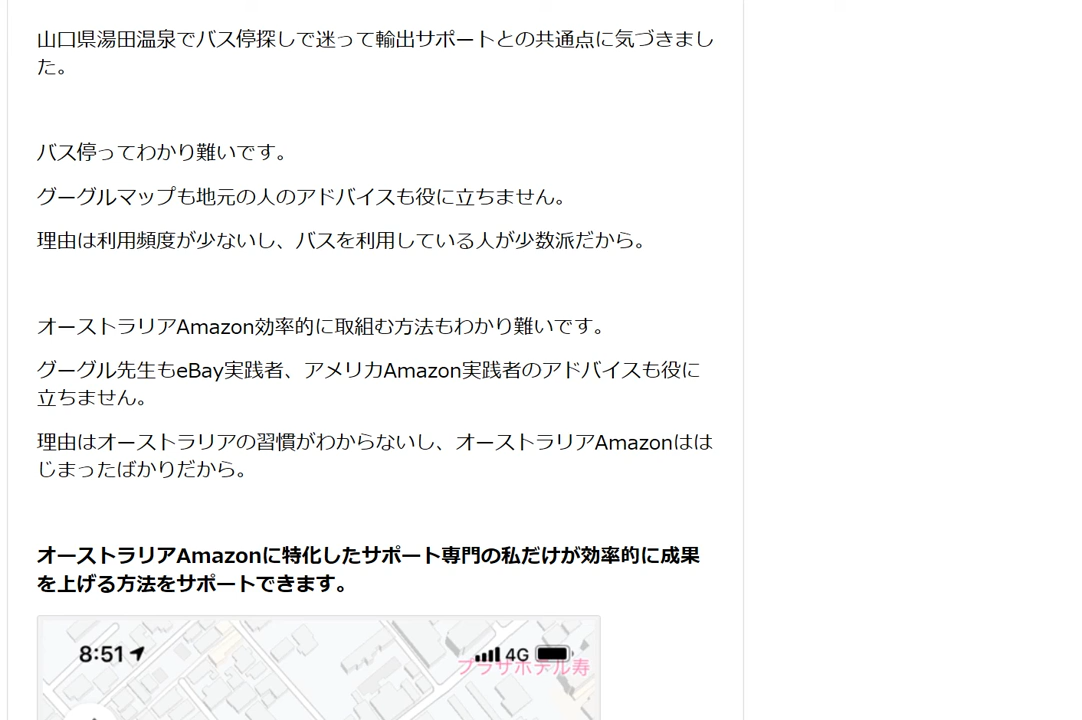 山口県湯田温泉でバス停探しで迷って輸出サポートとの共通点に気づきまし
た。
バス停ってわかり難いです。
グーグルマップも地元の人のアドバイスも役に立ちません。
理由は利用頻度が少ないし、バスを利用している人が少数派だから。
オーストラリアAmazon効率的に取組む方法もわかり難いです。
グーグル先生もeBay実践者、アメリカAmazon実践者のアドバイスも役に
立ちません。
理由はオーストラリアの習慣がわからないし、オーストラリアAmazonはは
じまったばかりだから。
オーストラリアAmazonに特化したサポート専門の私だけが効率的に成果
を上げる方法をサポートできます。
8:51 4G
プラザホテル寿